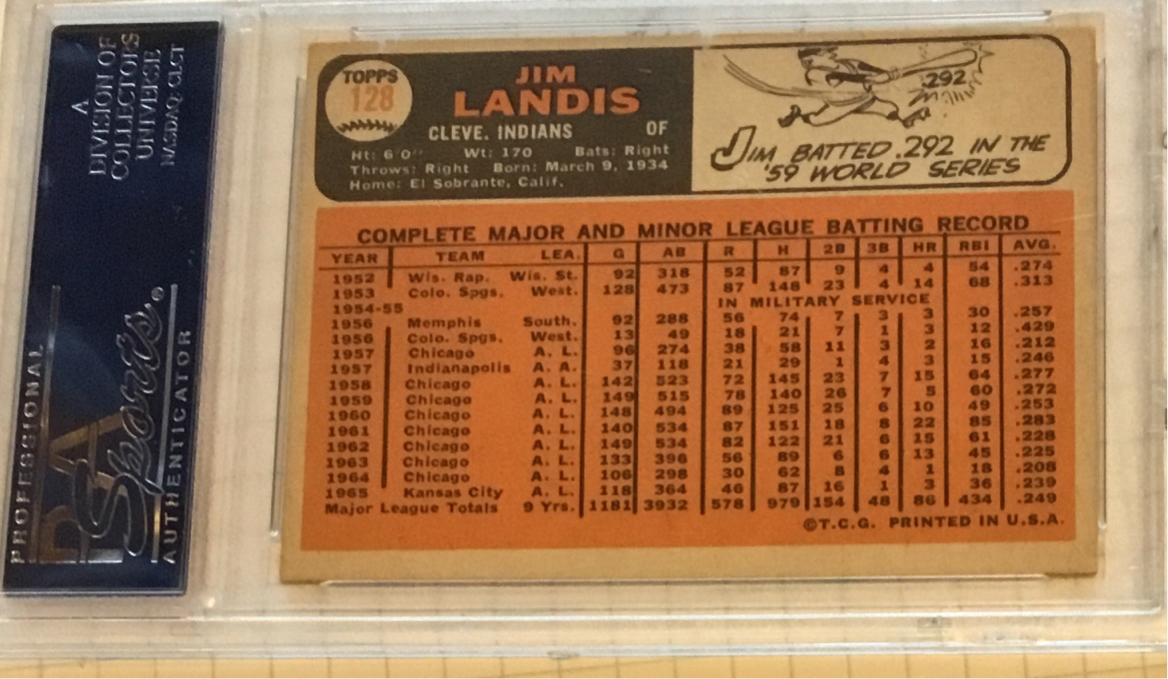 A
DIVISION OF
COLLECTORS
UNIVERSE
NASDAQ: CLCT
PROFESSIONAL
PSA
Sports
AUTHENTICATOR
TOPPS
128
JIM
LANDIS
CLEVE. INDIANS OF
Ht: 6'0" Wt: 170 Bats: Right
Throws: Right Born: March 9, 1934
Home: El Sobrante, Calif.
.292
JIM BATTED .292 IN THE
'59 WORLD SERIES
COMPLETE MAJOR AND MINOR LEAGUE BATTING RECORD
YEAR TEAM LEA. G AB R H 2B 3B HR RBI AVG.
1952 Wis. Rap. Wis. St. 92 318 52 87 9 4 4 54 .274
1953 Colo. Spgs. West. 128 473 87 148 23 4 14 68 .313
1954-55 IN MILITARY SERVICE
1956 Memphis South. 92 288 56 74 7 3 3 30 .257
1956 Colo. Spgs. West. 13 49 18 21 7 1 3 12 .429
1957 Chicago A. L. 96 274 38 58 11 3 2 16 .212
1957 Indianapolis A. A. 37 118 21 29 1 4 3 15 .246
1958 Chicago A. L. 142 523 72 145 23 7 15 64 .277
1959 Chicago A. L. 149 515 78 140 26 7 5 60 .272
1960 Chicago A. L. 148 494 89 125 25 6 10 49 .253
1961 Chicago A. L. 140 534 87 151 18 8 22 85 .283
1962 Chicago A. L. 149 534 82 122 21 6 15 61 .228
1963 Chicago A. L. 133 396 56 89 6 6 13 45 .225
1964 Chicago A. L. 106 298 30 62 8 4 1 18 .208
1965 Kansas City A. L. 118 364 46 87 16 1 3 36 .239
Major League Totals 9 Yrs. 1181 3932 578 979 154 48 86 434 .249
©T.C.G. PRINTED IN U.S.A.